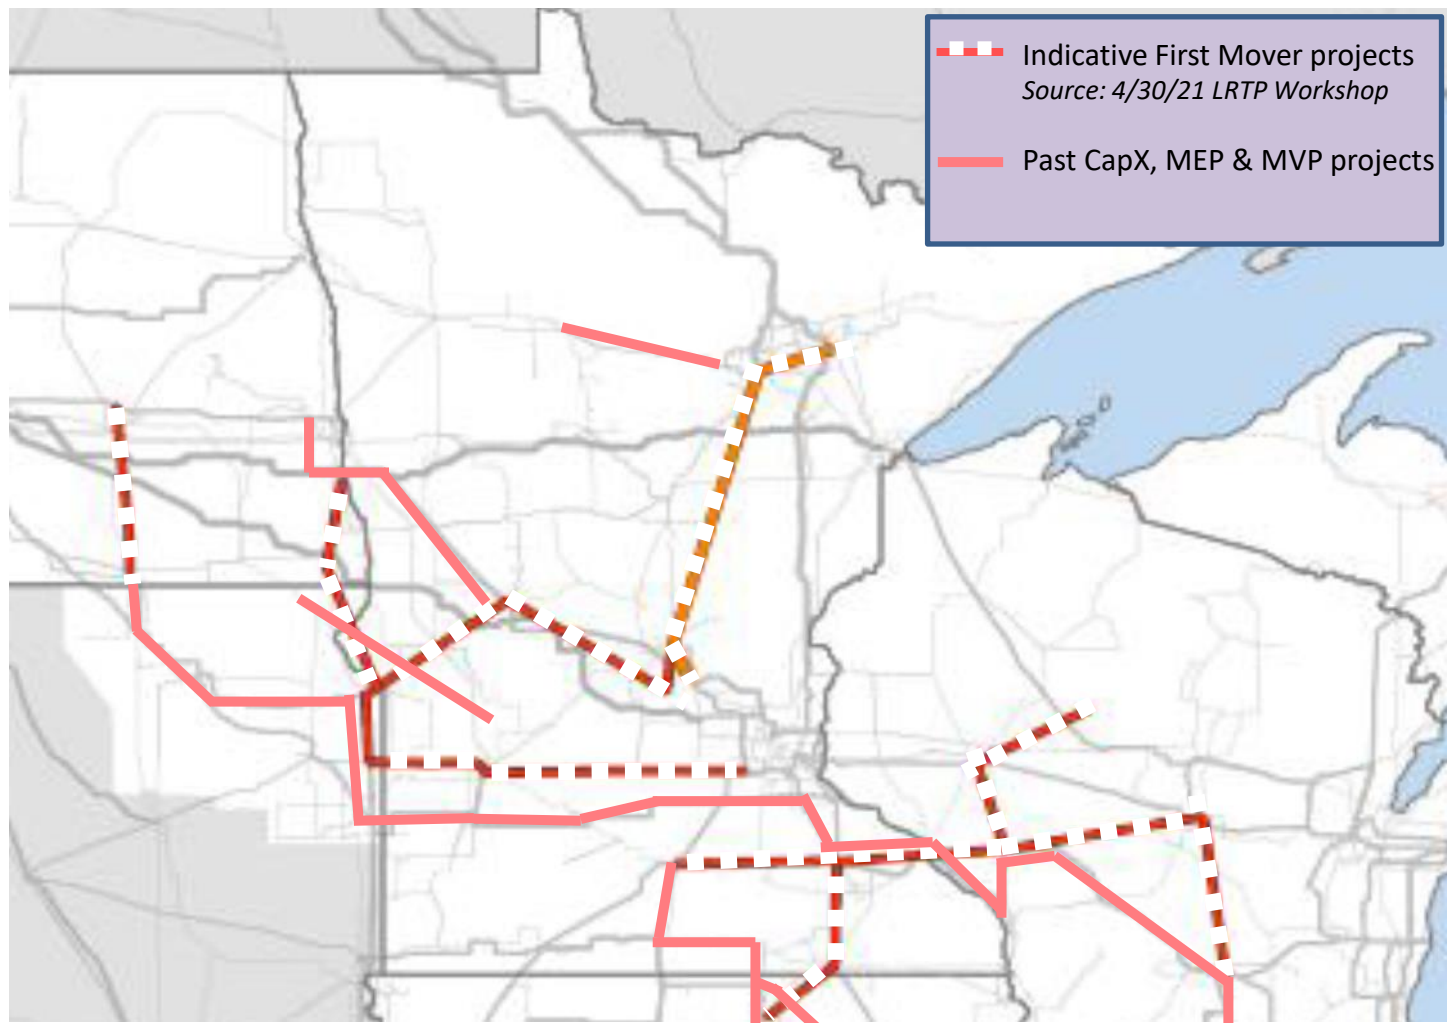 Indicative First Mover projects
Source: 4/30/21 LRTP Workshop
Past CapX, MEP & MVP projects